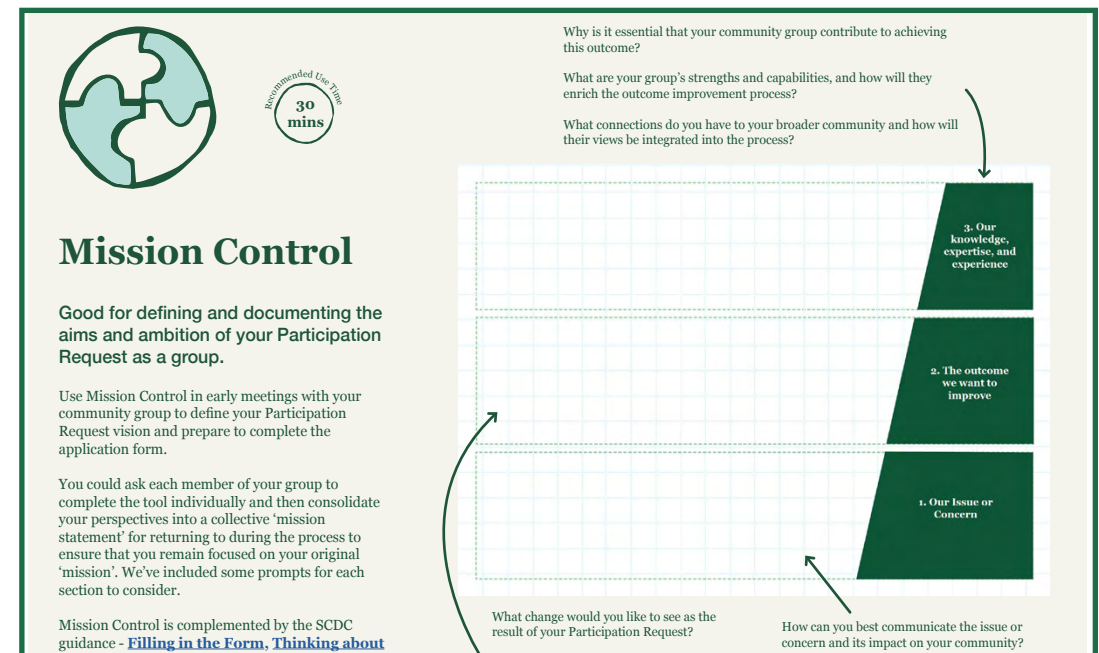 Recommended Use Time
30
mins
Mission Control
Good for defining and documenting the
aims and ambition of your Participation
Request as a group.
Use Mission Control in early meetings with your
community group to define your Participation
Request vision and prepare to complete the
application form.
You could ask each member of your group to
complete the tool individually and then consolidate
your perspectives into a collective ‘mission
statement’ for returning to during the process to
ensure that you remain focused on your original
‘mission’. We’ve included some prompts for each
section to consider.
Mission Control is complemented by the SCDC
guidance - Filling in the Form, Thinking about
Why is it essential that your community group contribute to achieving
this outcome?
What are your group’s strengths and capabilities, and how will they
enrich the outcome improvement process?
What connections do you have to your broader community and how will
their views be integrated into the process?
3. Our
knowledge,
expertise, and
experience
2. The outcome
we want to
improve
1. Our Issue or
Concern
What change would you like to see as the
result of your Participation Request?
How can you best communicate the issue or
concern and its impact on your community?